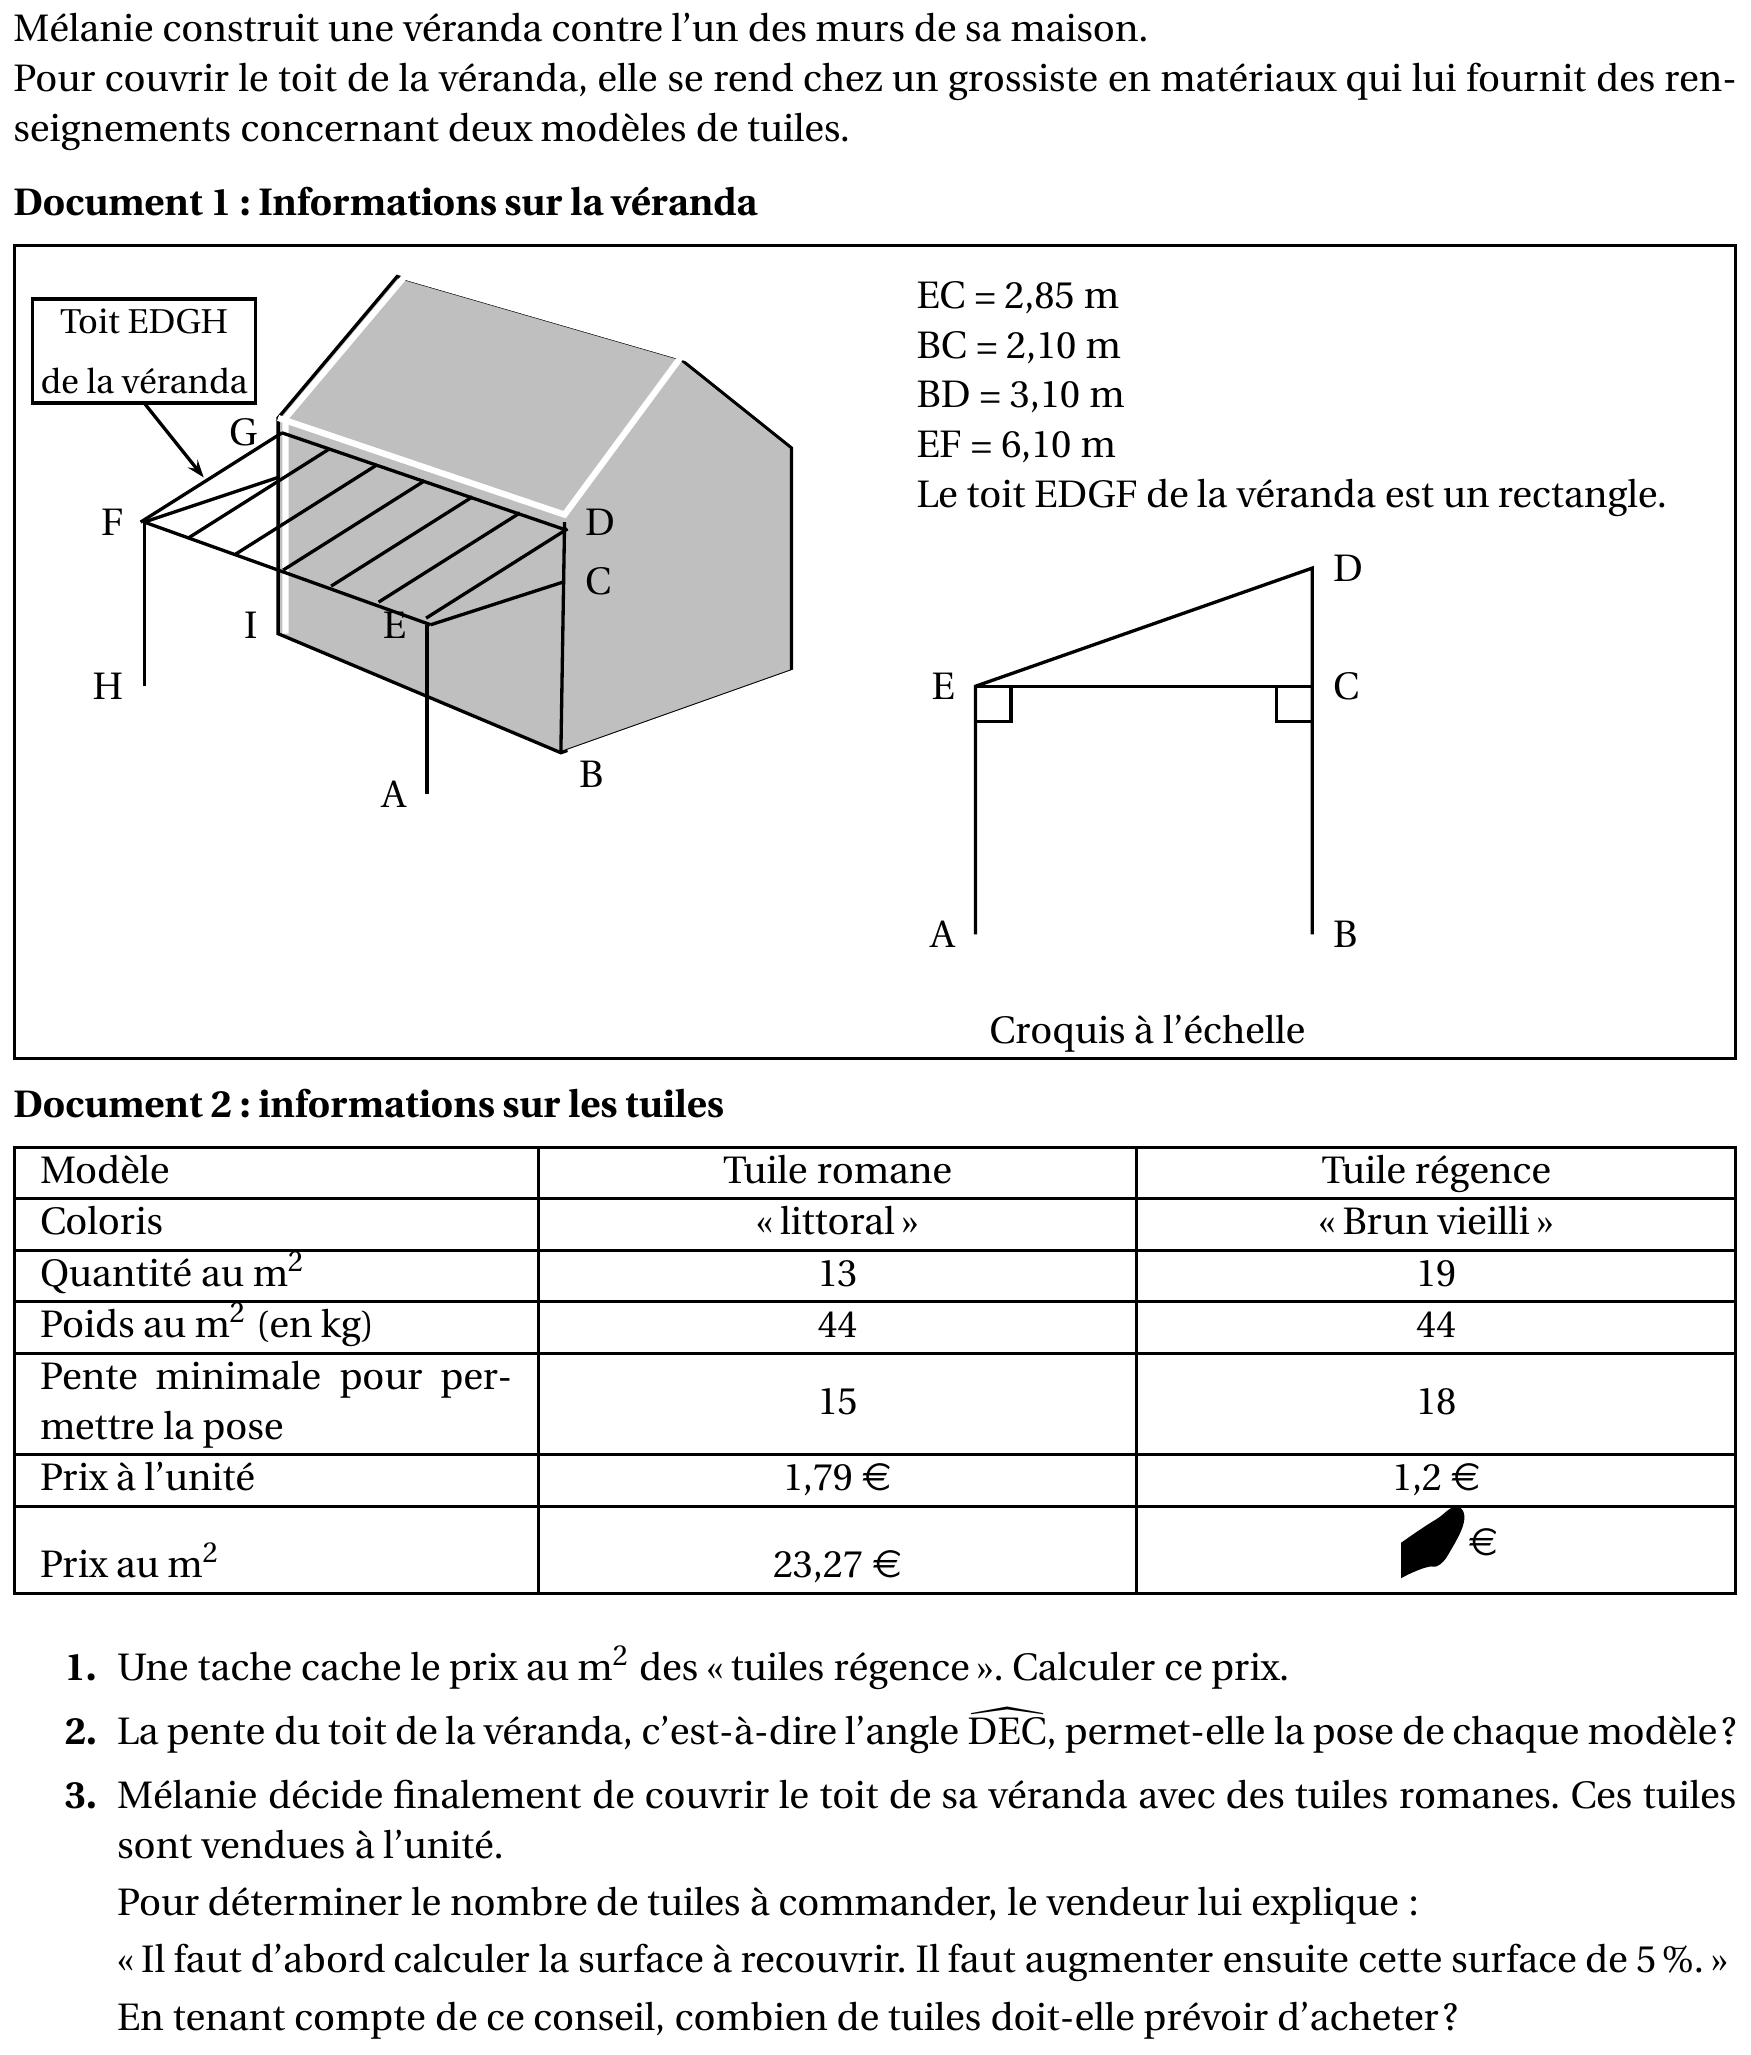 Mélanie construit une véranda contre l'un des murs de sa maison.
Pour couvrir le toit de la véranda, elle se rend chez un grossiste en matériaux qui lui fournit des ren-
seignements concernant deux modèles de tuiles.
Document 1 : Informations sur la véranda
Toit EDGH
de la véranda
G
F
D
C
I
E
H
B
A
EC = 2,85 m
BC = 2,10 m
BD = 3,10 m
EF = 6,10 m
Le toit EDGF de la véranda est un rectangle.
D
E
C
A
B
Croquis à l'échelle
Document 2 : informations sur les tuiles
Modèle Tuile romane Tuile régence
Coloris « littoral » « Brun vieilli »
Quantité au m² 13 19
Poids au m² (en kg) 44 44
Pente minimale pour per-
mettre la pose 15 18
Prix à l'unité 1,79 € 1,2 €
Prix au m² 23,27 € €
1. Une tache cache le prix au m² des « tuiles régence ». Calculer ce prix.
2. La pente du toit de la véranda, c'est-à-dire l'angle D͡EC, permet-elle la pose de chaque modèle ?
3. Mélanie décide finalement de couvrir le toit de sa véranda avec des tuiles romanes. Ces tuiles
sont vendues à l'unité.
Pour déterminer le nombre de tuiles à commander, le vendeur lui explique :
« Il faut d'abord calculer la surface à recouvrir. Il faut augmenter ensuite cette surface de 5 %. »
En tenant compte de ce conseil, combien de tuiles doit-elle prévoir d'acheter ?